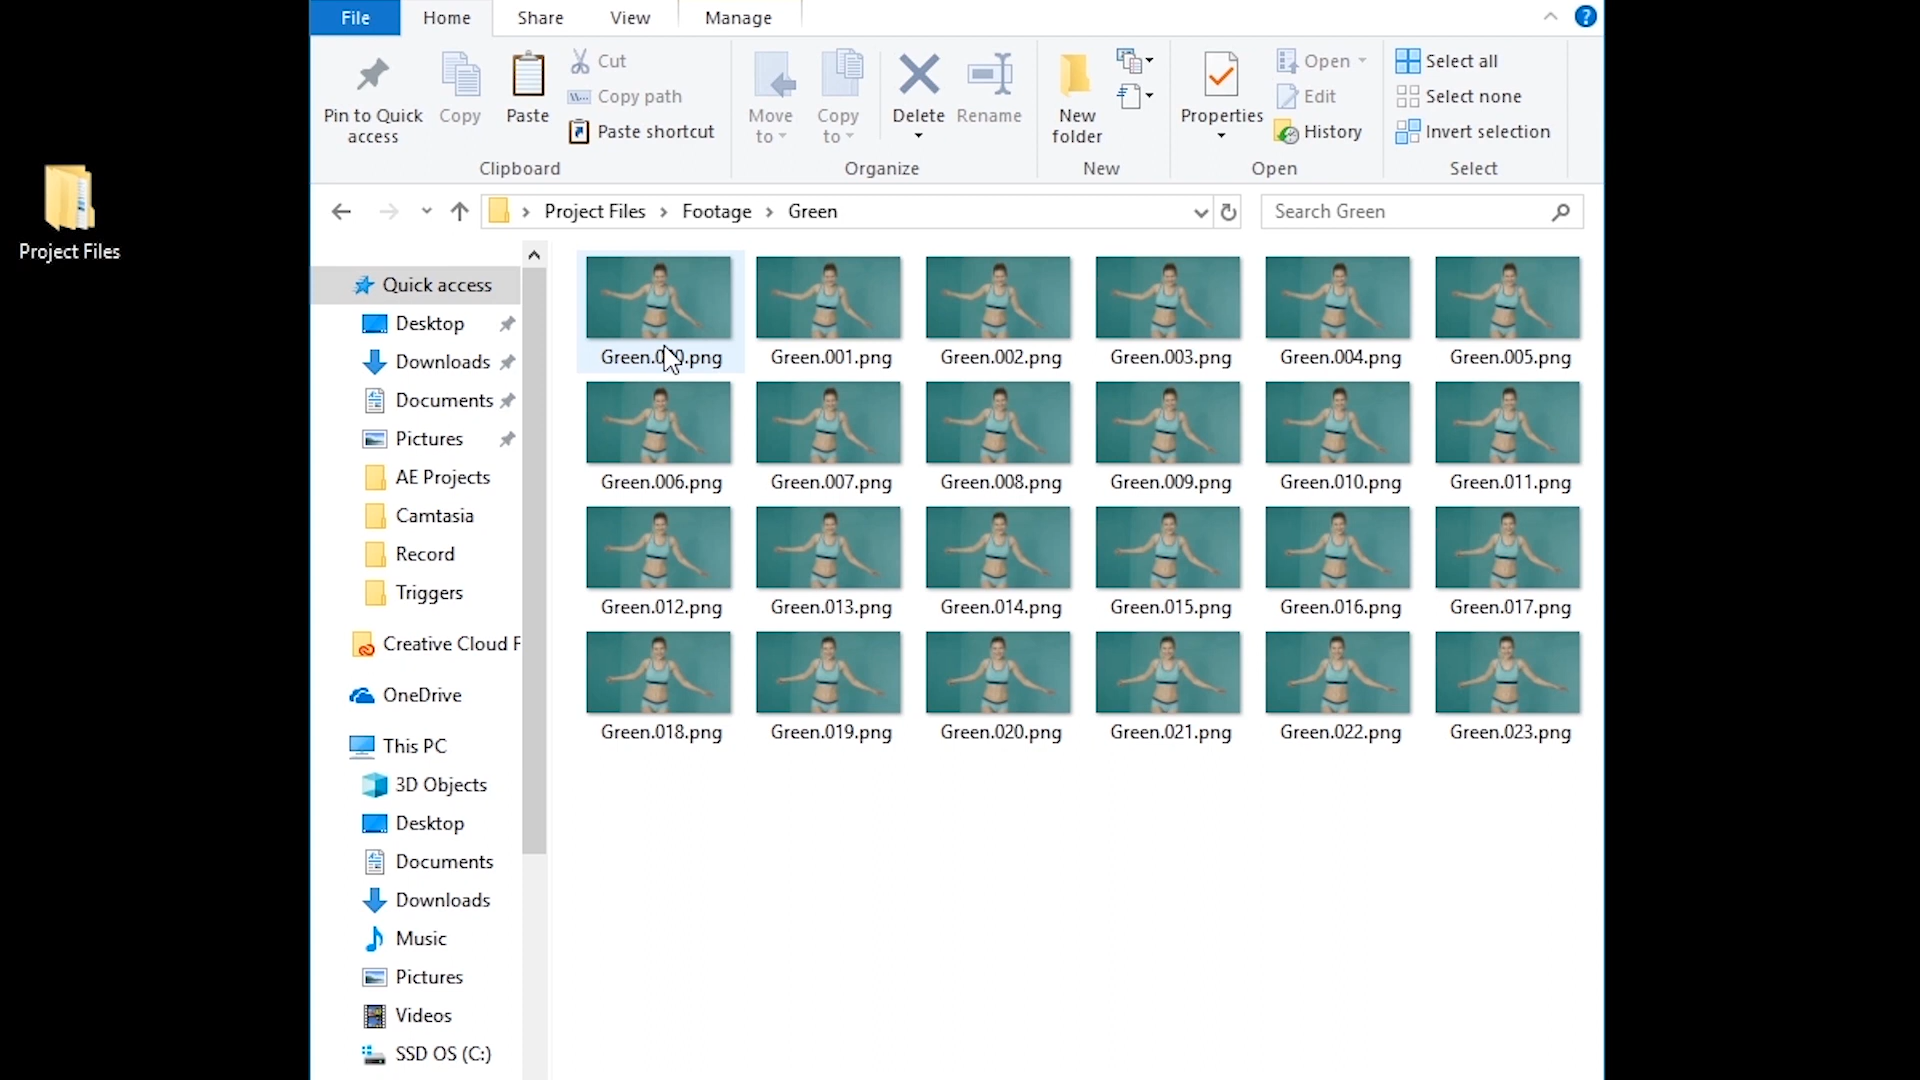 File Home Share View Manage
Pin to Quick access
Copy
Paste
Cut
Copy path
Paste shortcut
Clipboard
Move to
Copy to
Delete
Rename
Organize
New folder
New
Properties
Open
Edit
History
Open
Select all
Select none
Invert selection
Select
Project Files
Project Files Footage Green
Search Green
Quick access
Desktop
Downloads
Documents
Pictures
AE Projects
Camtasia
Record
Triggers
Creative Cloud F
OneDrive
This PC
3D Objects
Desktop
Documents
Downloads
Music
Pictures
Videos
SSD OS (C:)
Green.001.png Green.002.png Green.003.png Green.004.png Green.005.png
Green.006.png Green.007.png Green.008.png Green.009.png Green.010.png Green.011.png
Green.012.png Green.013.png Green.014.png Green.015.png Green.016.png Green.017.png
Green.018.png Green.019.png Green.020.png Green.021.png Green.022.png Green.023.png